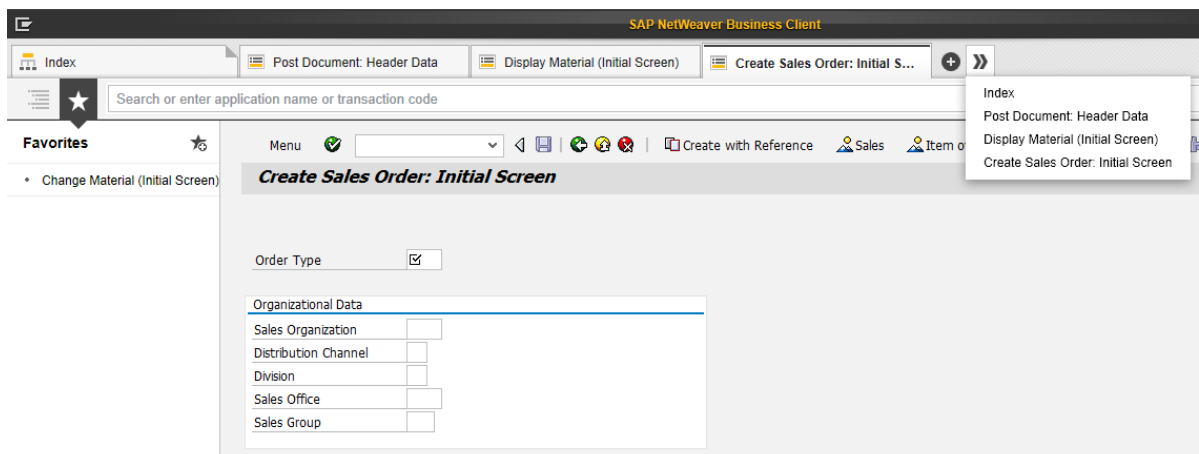 SAP NetWeaver Business Client
Index
Post Document: Header Data
Display Material (Initial Screen)
Create Sales Order: Initial S...
Search or enter application name or transaction code
Index
Post Document: Header Data
Display Material (Initial Screen)
Create Sales Order: Initial Screen
Favorites
Change Material (Initial Screen)
Menu
Create with Reference
Sales
Item o
Create Sales Order: Initial Screen
Order Type
Organizational Data
Sales Organization
Distribution Channel
Division
Sales Office
Sales Group